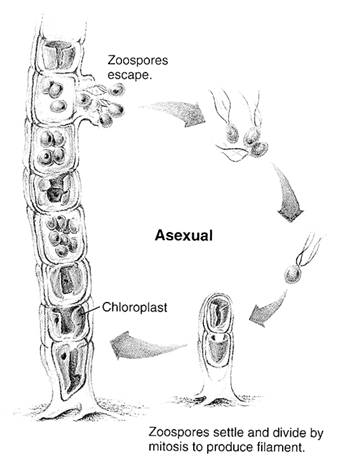 Zoospores
escape.
Asexual
Chloroplast
Zoospores settle and divide by
mitosis to produce filament.